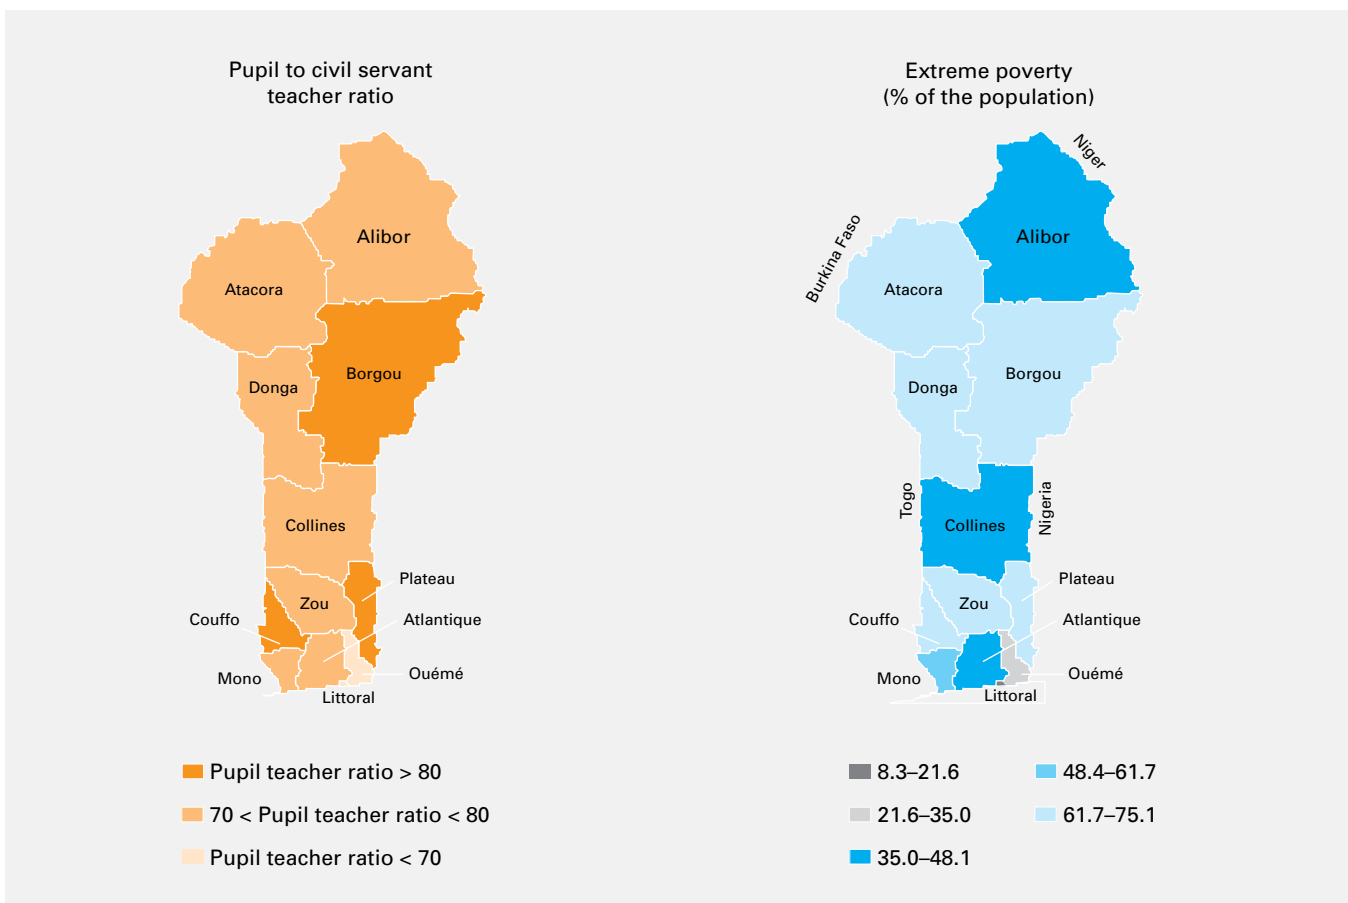 Pupil to civil servant
teacher ratio
Alibor
Atacora
Borgou
Donga
Collines
Plateau
Zou
Couffo
Atlantique
Mono
Ouémé
Littoral
Pupil teacher ratio > 80
70 < Pupil teacher ratio < 80
Pupil teacher ratio < 70
Extreme poverty
(% of the population)
Niger
Burkina Faso
Alibor
Atacora
Borgou
Donga
Togo
Nigeria
Collines
Plateau
Zou
Couffo
Atlantique
Mono
Ouémé
Littoral
8.3–21.6
21.6–35.0
35.0–48.1
48.4–61.7
61.7–75.1